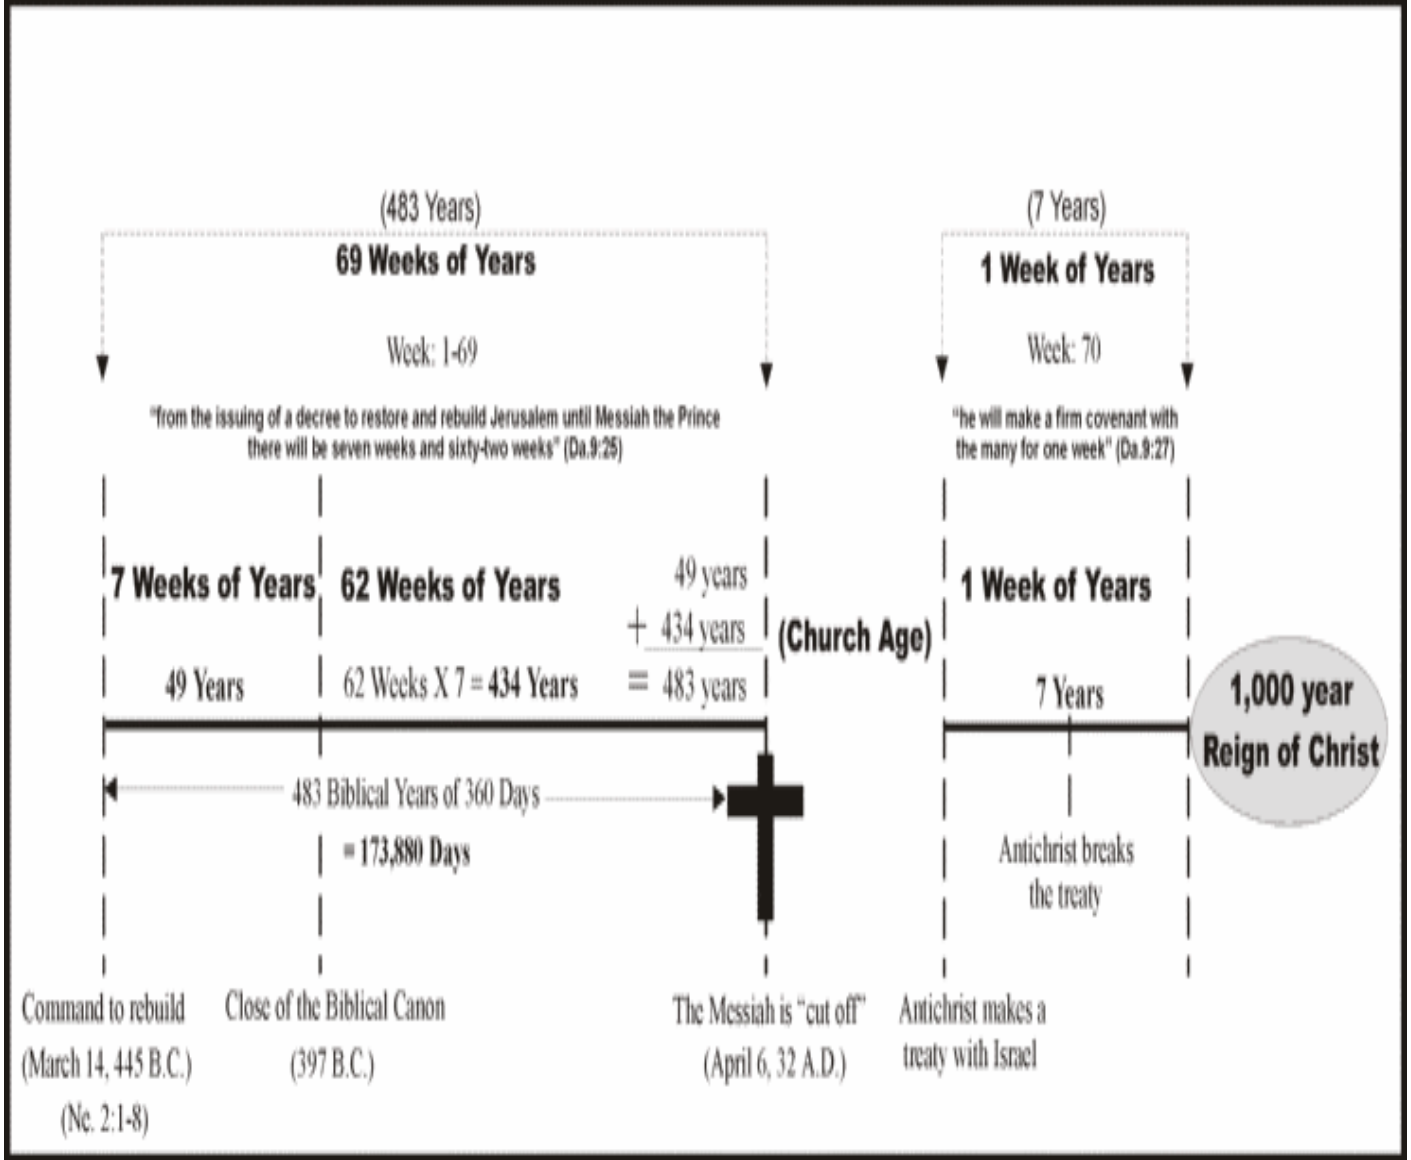 (483 Years)
69 Weeks of Years
Week: 1-69
"from the issuing of a decree to restore and rebuild Jerusalem until Messiah the Prince
there will be seven weeks and sixty-two weeks" (Da.9:25)
(7 Years)
1 Week of Years
Week: 70
"he will make a firm covenant with
the many for one week" (Da.9:27)
7 Weeks of Years
49 Years
62 Weeks of Years
62 Weeks X 7 = 434 Years
49 years
+ 434 years
= 483 years
(Church Age)
1 Week of Years
7 Years
1,000 year
Reign of Christ
483 Biblical Years of 360 Days
= 173,880 Days
Antichrist breaks
the treaty
Command to rebuild
(March 14, 445 B.C.)
(Ne. 2:1-8)
Close of the Biblical Canon
(397 B.C.)
The Messiah is "cut off"
(April 6, 32 A.D.)
Antichrist makes a
treaty with Israel